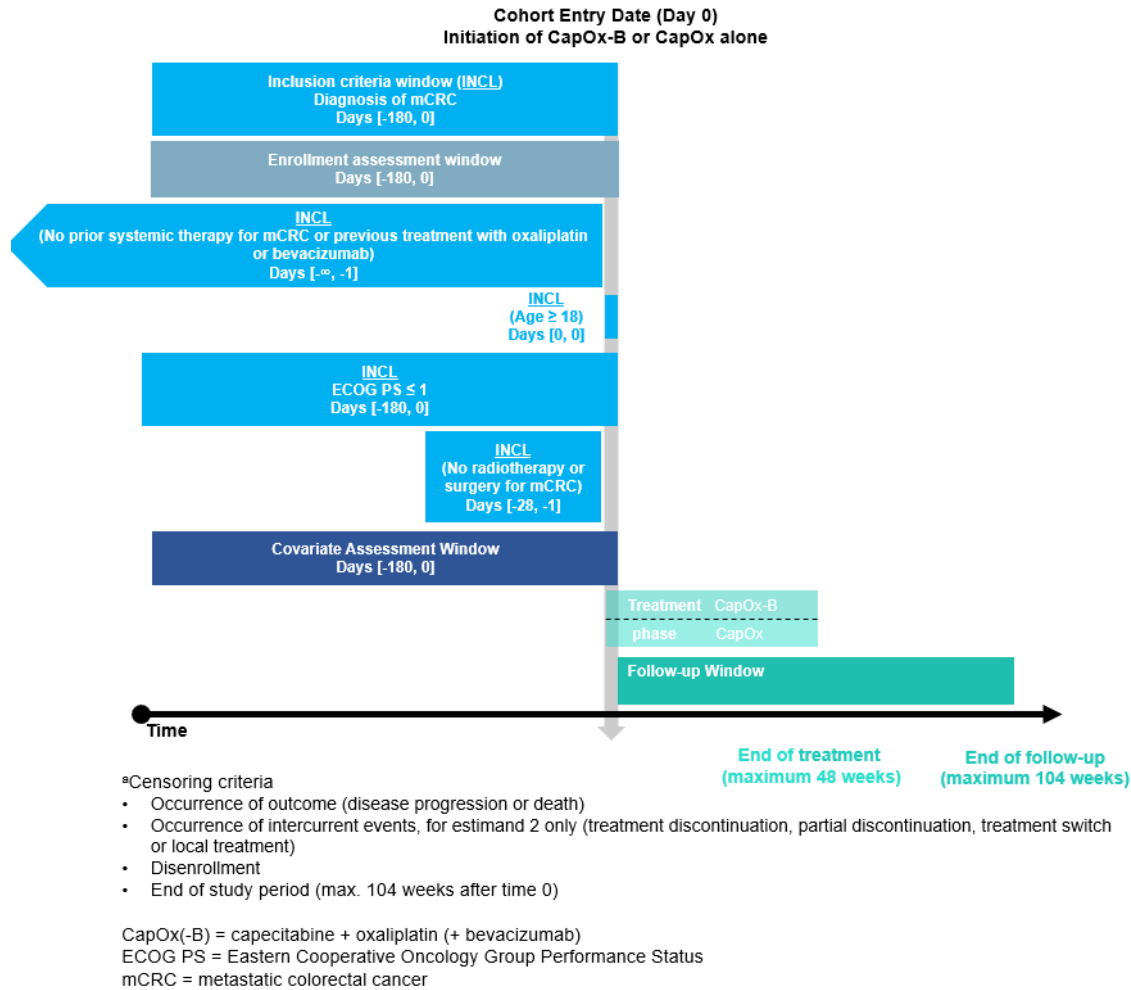 Cohort Entry Date (Day 0)
Initiation of CapOx-B or CapOx alone
Inclusion criteria window (INCL)
Diagnosis of mCRC
Days [-180, 0]
Enrollment assessment window
Days [-180, 0]
INCL
(No prior systemic therapy for mCRC or previous treatment with oxaliplatin
or bevacizumab)
Days [-∞, -1]
INCL
(Age ≥ 18)
Days [0, 0]
INCL
ECOG PS ≤ 1
Days [-180, 0]
INCL
(No radiotherapy or
surgery for mCRC)
Days [-28, -1]
Covariate Assessment Window
Days [-180, 0]
Treatment CapOx-B
phase CapOx
Follow-up Window
Time
End of treatment
(maximum 48 weeks)
End of follow-up
(maximum 104 weeks)
ᵃCensoring criteria
• Occurrence of outcome (disease progression or death)
• Occurrence of intercurrent events, for estimand 2 only (treatment discontinuation, partial discontinuation, treatment switch
or local treatment)
• Disenrollment
• End of study period (max. 104 weeks after time 0)
CapOx(-B) = capecitabine + oxaliplatin (+ bevacizumab)
ECOG PS = Eastern Cooperative Oncology Group Performance Status
mCRC = metastatic colorectal cancer